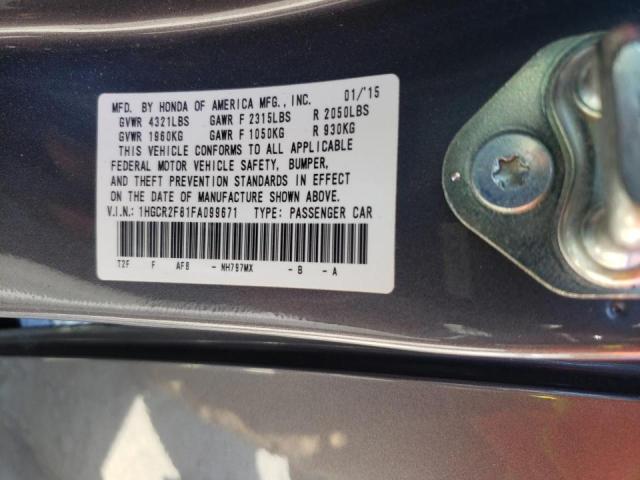 MFD. BY HONDA OF AMERICA MFG., INC. 01/'15
GVWR 4321LBS GAWR F 2315LBS R 2050LBS
GVWR 1960KG GAWR F 1050KG R 930KG
THIS VEHICLE CONFORMS TO ALL APPLICABLE
FEDERAL MOTOR VEHICLE SAFETY, BUMPER,
AND THEFT PREVENTION STANDARDS IN EFFECT
ON THE DATE OF MANUFACTURE SHOWN ABOVE.
V.I.N.: 1HGCR2F81FA099671 TYPE: PASSENGER CAR
T2F F AF8 -NH797MX -B -A